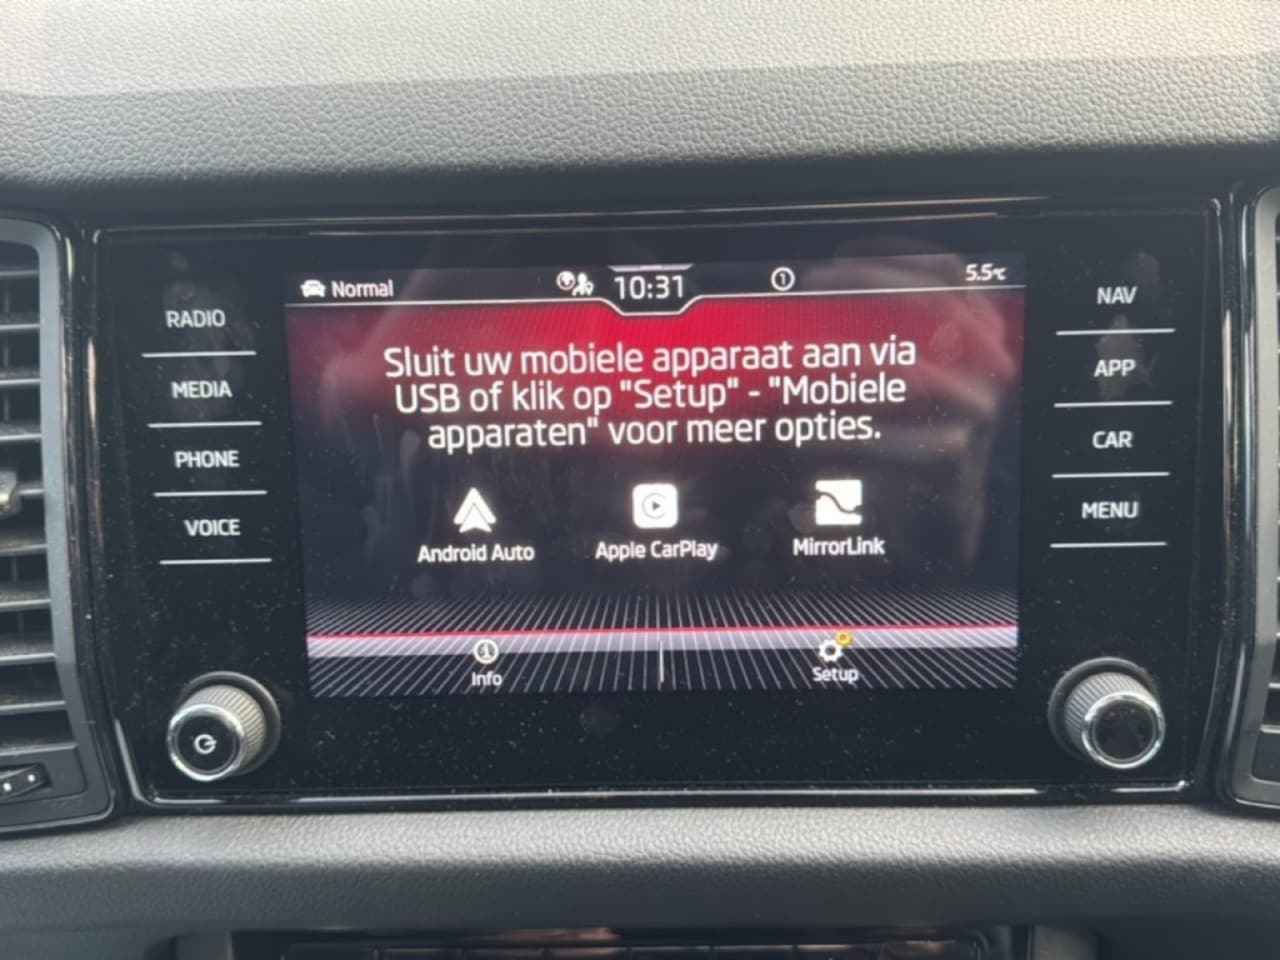 Normal
10:31
1
5.5°C
RADIO
MEDIA
PHONE
VOICE
Sluit uw mobiele apparaat aan via
USB of klik op "Setup" - "Mobiele
apparaten" voor meer opties.
Android Auto
Apple CarPlay
MirrorLink
Info
Setup
NAV
APP
CAR
MENU